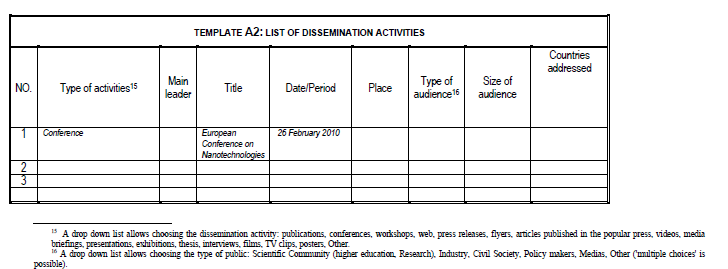 TEMPLATE A2: LIST OF DISSEMINATION ACTIVITIES
NO. Type of activities15 Main leader Title Date/Period Place Type of audience16 Size of audience Countries addressed
1 Conference European Conference on Nanotechnologies 26 February 2010
2
3
15 A drop down list allows choosing the dissemination activity: publications, conferences, workshops, web, press releases, flyers, articles published in the popular press, videos, media
briefings, presentations, exhibitions, thesis, interviews, films, TV clips, posters, Other.
16 A drop down list allows choosing the type of public: Scientific Community (higher education, Research), Industry, Civil Society, Policy makers, Medias, Other ('multiple choices' is
possible).